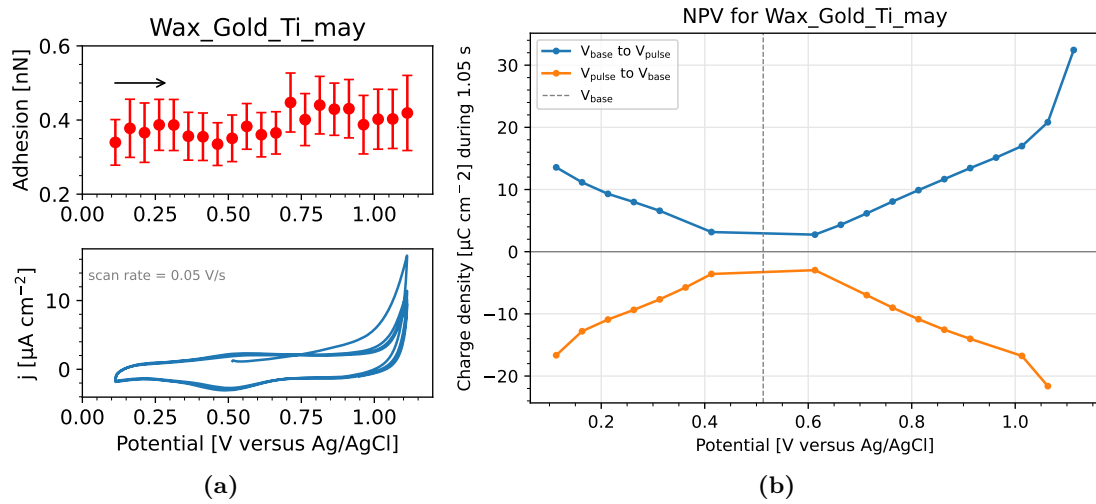 Wax_Gold_Ti_may
Adhesion [nN]
0.6
0.4
0.2
0.00 0.25 0.50 0.75 1.00
scan rate = 0.05 V/s
j [µA cm⁻²]
10
0
0.00 0.25 0.50 0.75 1.00
Potential [V versus Ag/AgCl]
(a)
NPV for Wax_Gold_Ti_may
Charge density [µC cm⁻2] during 1.05 s
V_base to V_pulse
V_pulse to V_base
V_base
30
20
10
0
−10
−20
0.2 0.4 0.6 0.8 1.0
Potential [V versus Ag/AgCl]
(b)